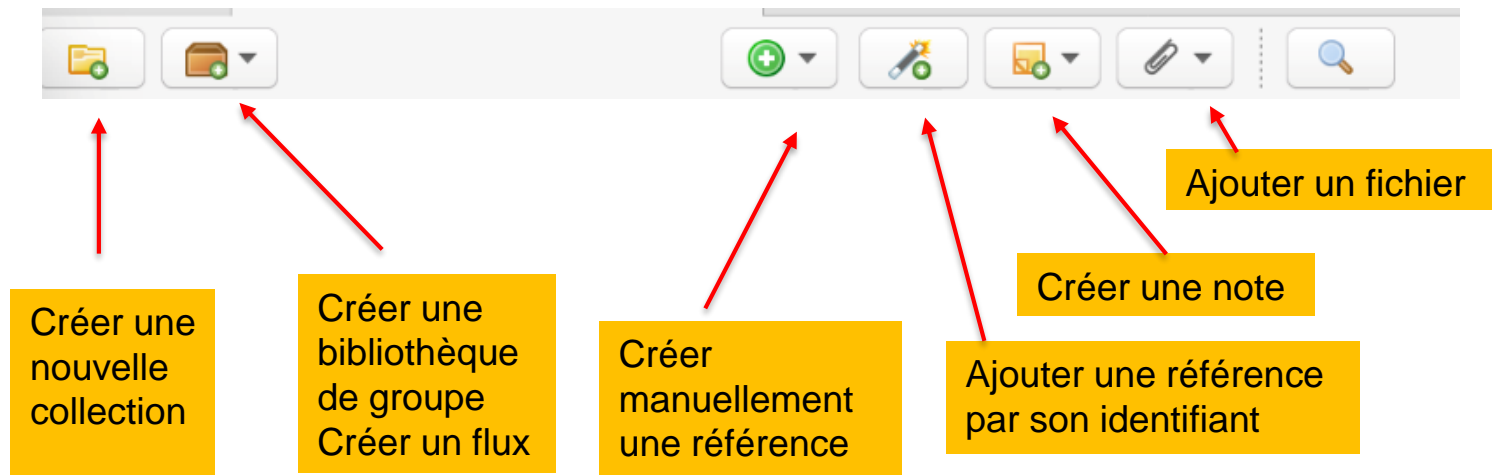 Ajouter un fichier
Créer une note
Créer une
nouvelle
collection
Créer une
bibliothèque
de groupe
Créer un flux
Créer
manuellement
une référence
Ajouter une référence
par son identifiant